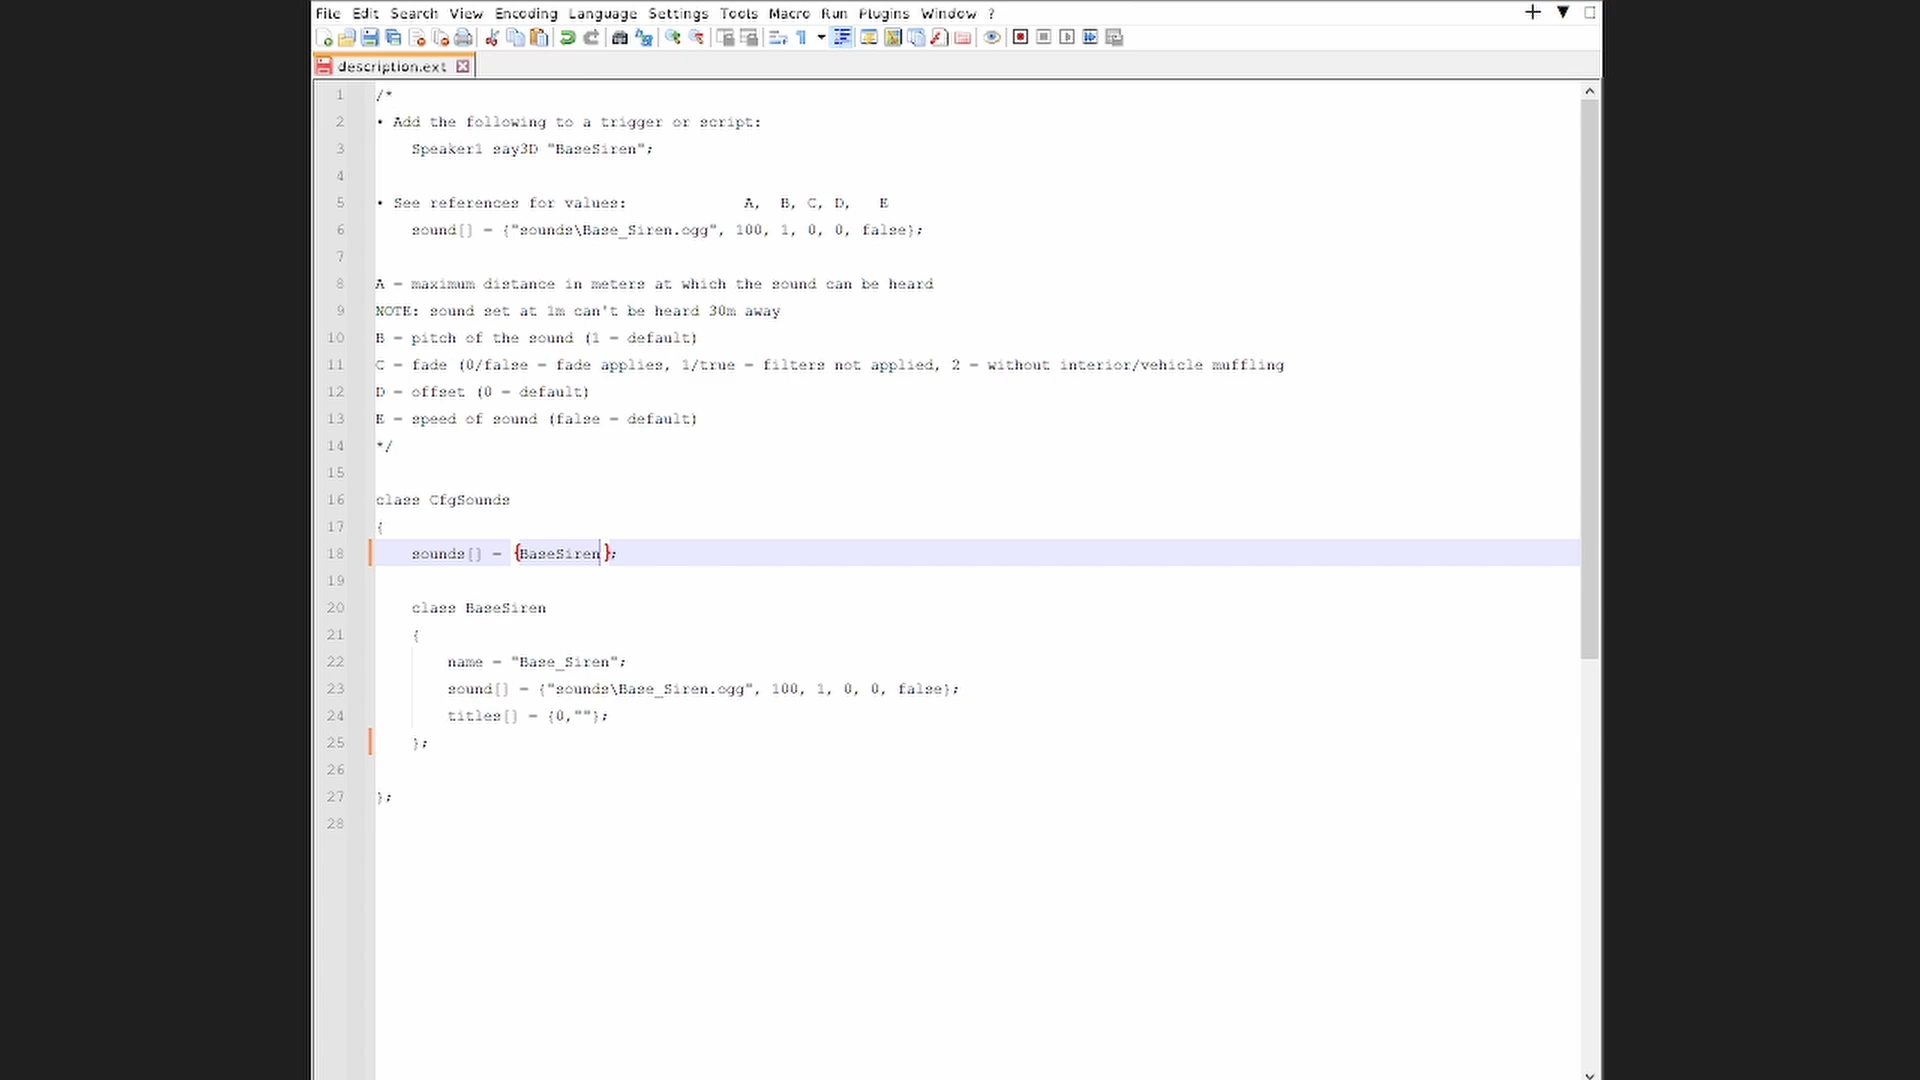 File Edit Search View Encoding Language Settings Tools Macro Run Plugins Window ?
description.ext
1 /*
2 • Add the following to a trigger or script:
3 Speaker1 say3D "BaseSiren";
4
5 • See references for values: A, B, C, D, E
6 sound[] = {"sounds\Base_Siren.ogg", 100, 1, 0, 0, false};
7
8 A = maximum distance in meters at which the sound can be heard
9 NOTE: sound set at 1m can't be heard 30m away
10 B = pitch of the sound (1 = default)
11 C = fade (0/false = fade applies, 1/true = filters not applied, 2 = without interior/vehicle muffling
12 D = offset (0 = default)
13 E = speed of sound (false = default)
14 */
15
16 class CfgSounds
17 {
18 sounds[] = {BaseSiren};
19
20 class BaseSiren
21 {
22 name = "Base_Siren";
23 sound[] = {"sounds\Base_Siren.ogg", 100, 1, 0, 0, false};
24 titles[] = {0,""};
25 };
26
27 };
28